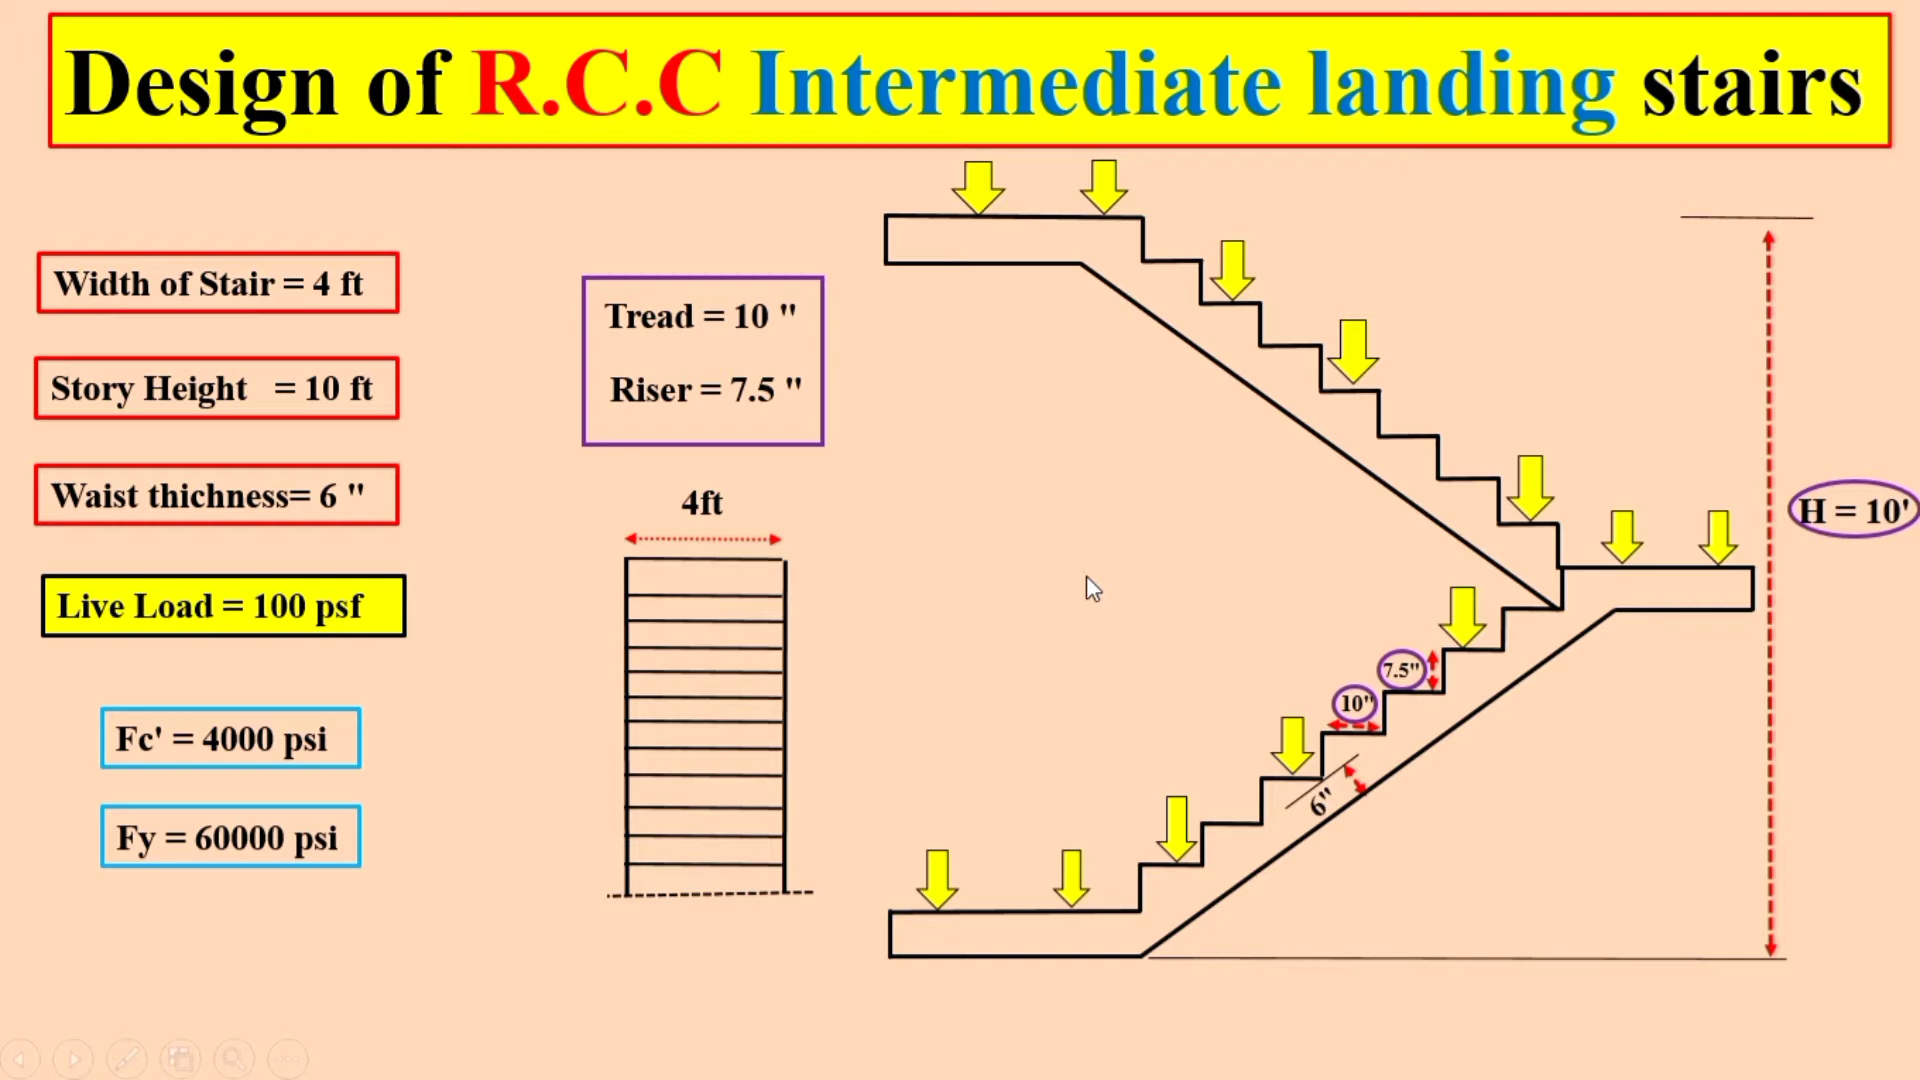 Design of R.C.C Intermediate landing stairs
Width of Stair = 4 ft
Story Height = 10 ft
Waist thichness= 6 "
Live Load = 100 psf
Fc' = 4000 psi
Fy = 60000 psi
Tread = 10 "
Riser = 7.5 "
4ft
H = 10'
7.5"
10"
6"